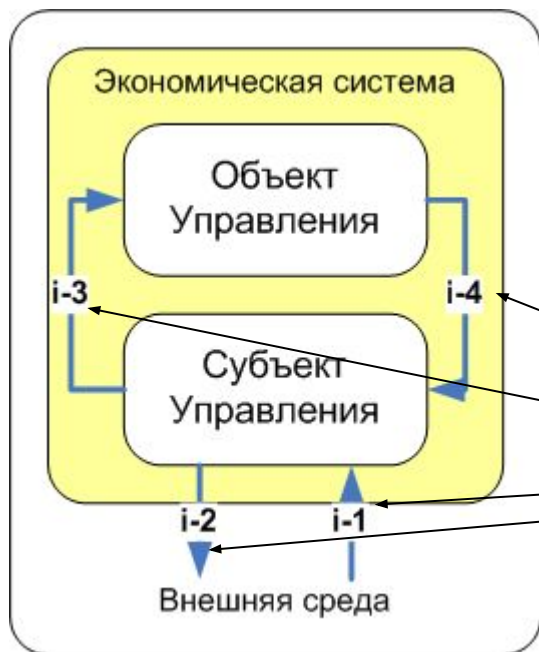 Экономическая система
Объект
Управления
i-3
i-4
Субъект
Управления
i-2
i-1
Внешняя среда